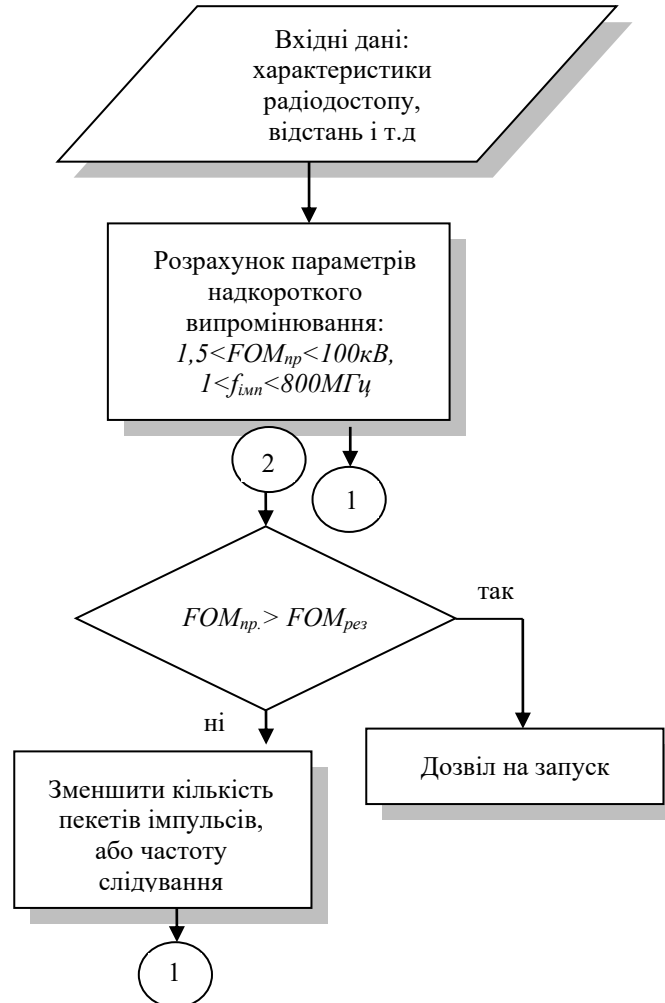 Вхідні дані:
характеристики
радіодостопу,
відстань і т.д
Розрахунок параметрів
надкороткого
випромінювання:
1,5<FOMпр<100кВ,
1<fімп<800МГц
2
1
FOMпр.> FOMрез
так
ні
Дозвіл на запуск
Зменшити кількість
пекетів імпульсів,
або частоту
слідування
1